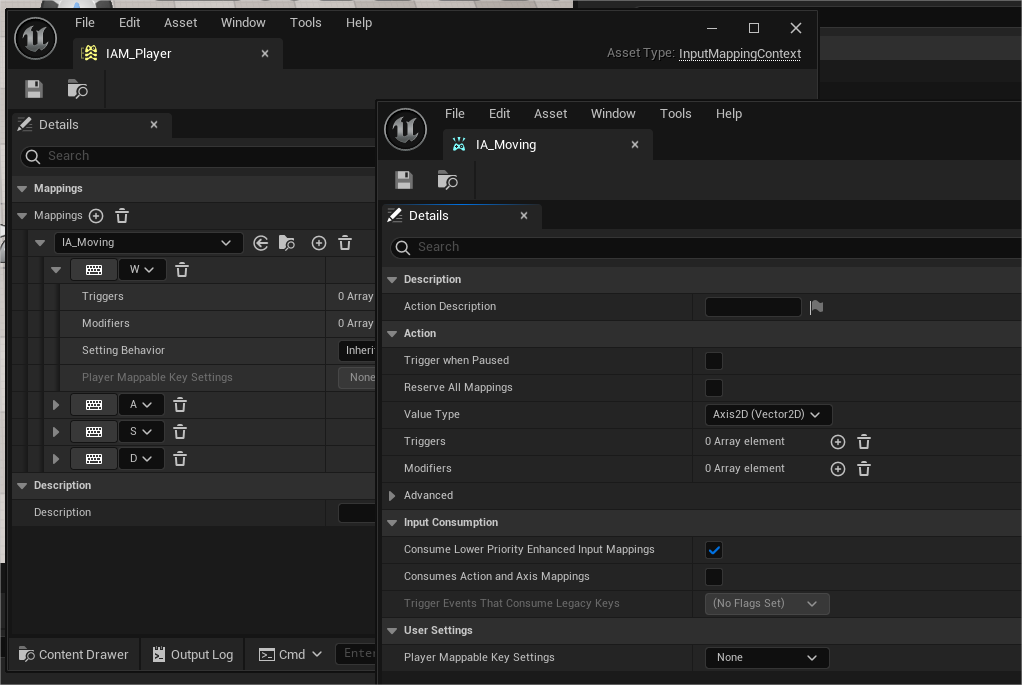 File Edit Asset Window Tools Help
IAM_Player
Asset Type: InputMappingContext
Details
Search
Mappings
Mappings
IA_Moving
W
Triggers 0 Array
Modifiers 0 Array
Setting Behavior Inherit
Player Mappable Key Settings None
A
S
D
Description
Description
Content Drawer Output Log Cmd Enter
File Edit Asset Window Tools Help
IA_Moving
Details
Search
Description
Action Description
Action
Trigger when Paused
Reserve All Mappings
Value Type Axis2D (Vector2D)
Triggers 0 Array element
Modifiers 0 Array element
Advanced
Input Consumption
Consume Lower Priority Enhanced Input Mappings
Consumes Action and Axis Mappings
Trigger Events That Consume Legacy Keys (No Flags Set)
User Settings
Player Mappable Key Settings None